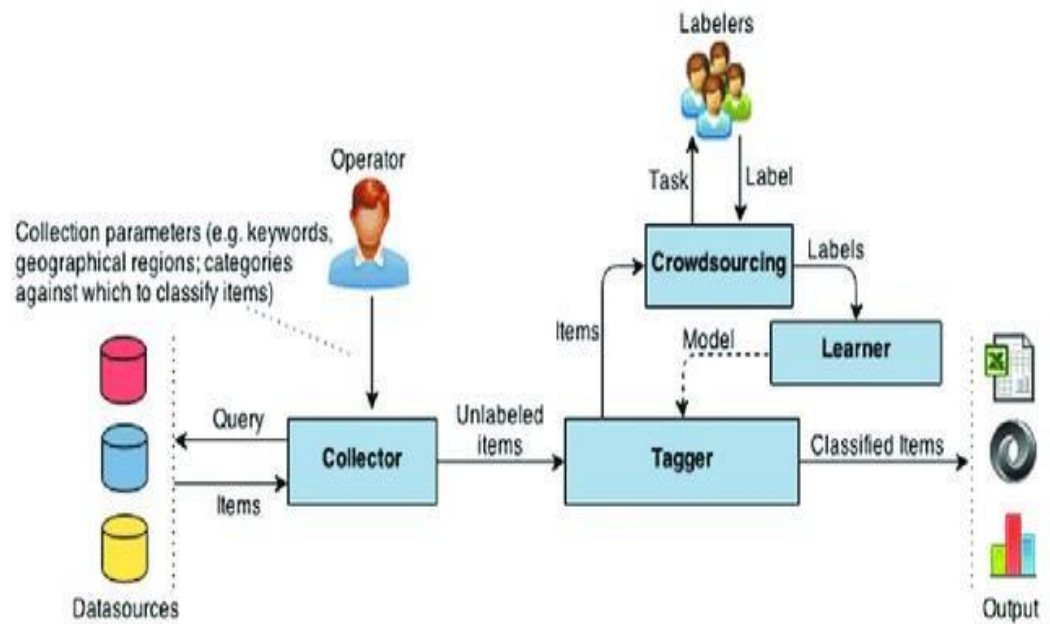 Labelers
Operator
Task
Label
Collection parameters (e.g. keywords,
geographical regions; categories
against which to classify items)
Crowdsourcing
Labels
Items
Model
Learner
Query
Unlabeled
items
Collector
Tagger
Classified Items
Items
Datasources
Output
X